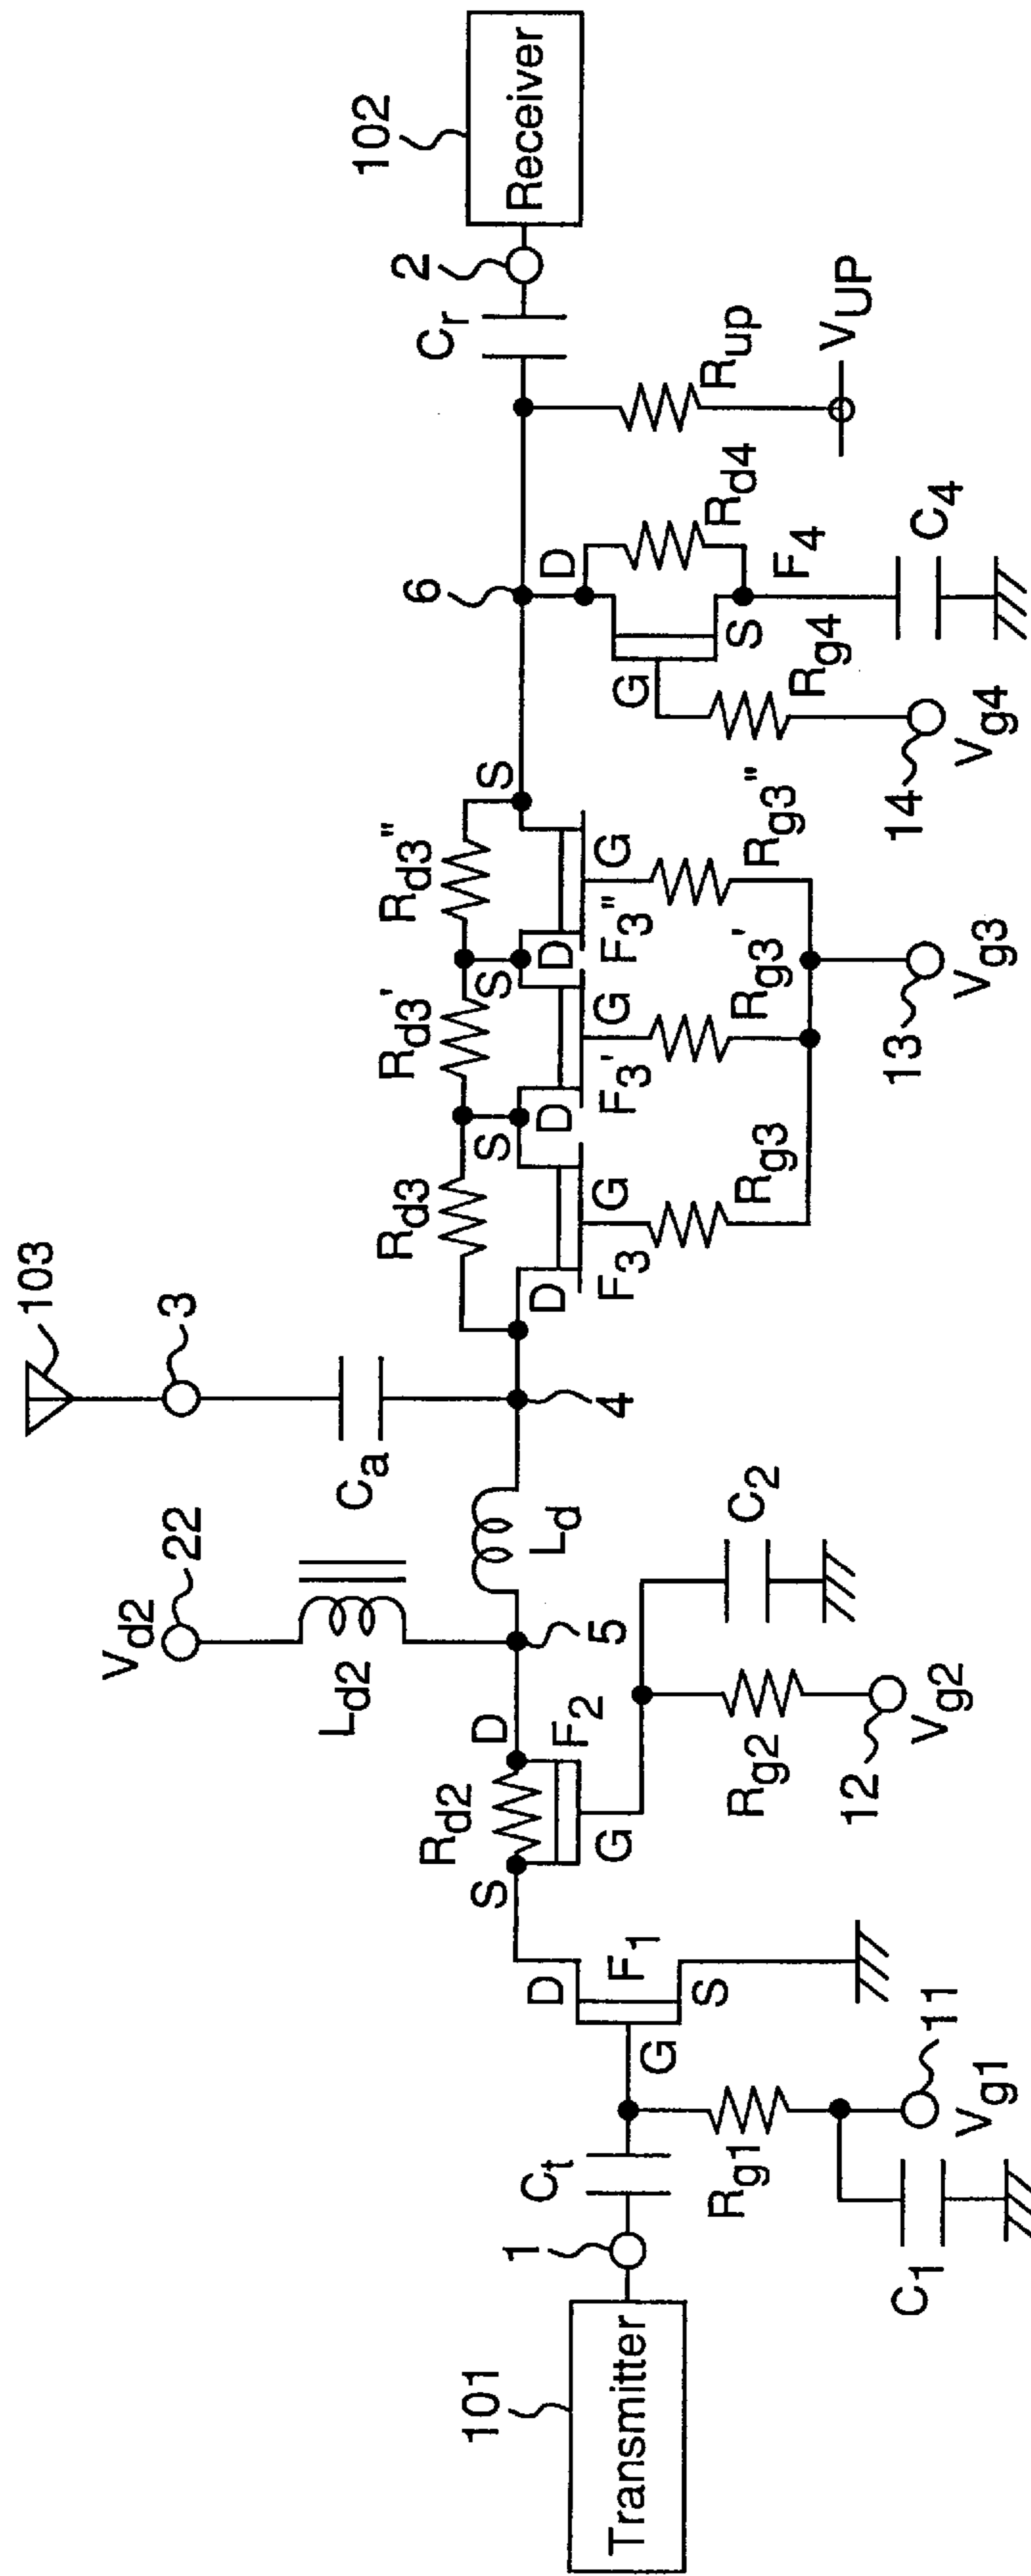 102
Receiver
2
Cr
Rup
VUP
6
D
Rd4
S
F4
C4
G
Rg4
14
Vg4
S
Rd3"
G
F3"
D
Rg3"
S
Rd3'
G
F3'
D
Rg3'
13
Vg3
S
Rd3
G
F3
D
Rg3
103
3
Ca
4
Vd2
22
Ld2
Ld
5
C2
D
F2
Rd2
G
S
Rg2
12
Vg2
D
F1
S
G
11
Vg1
Rg1
Ct
1
C1
101
Transmitter